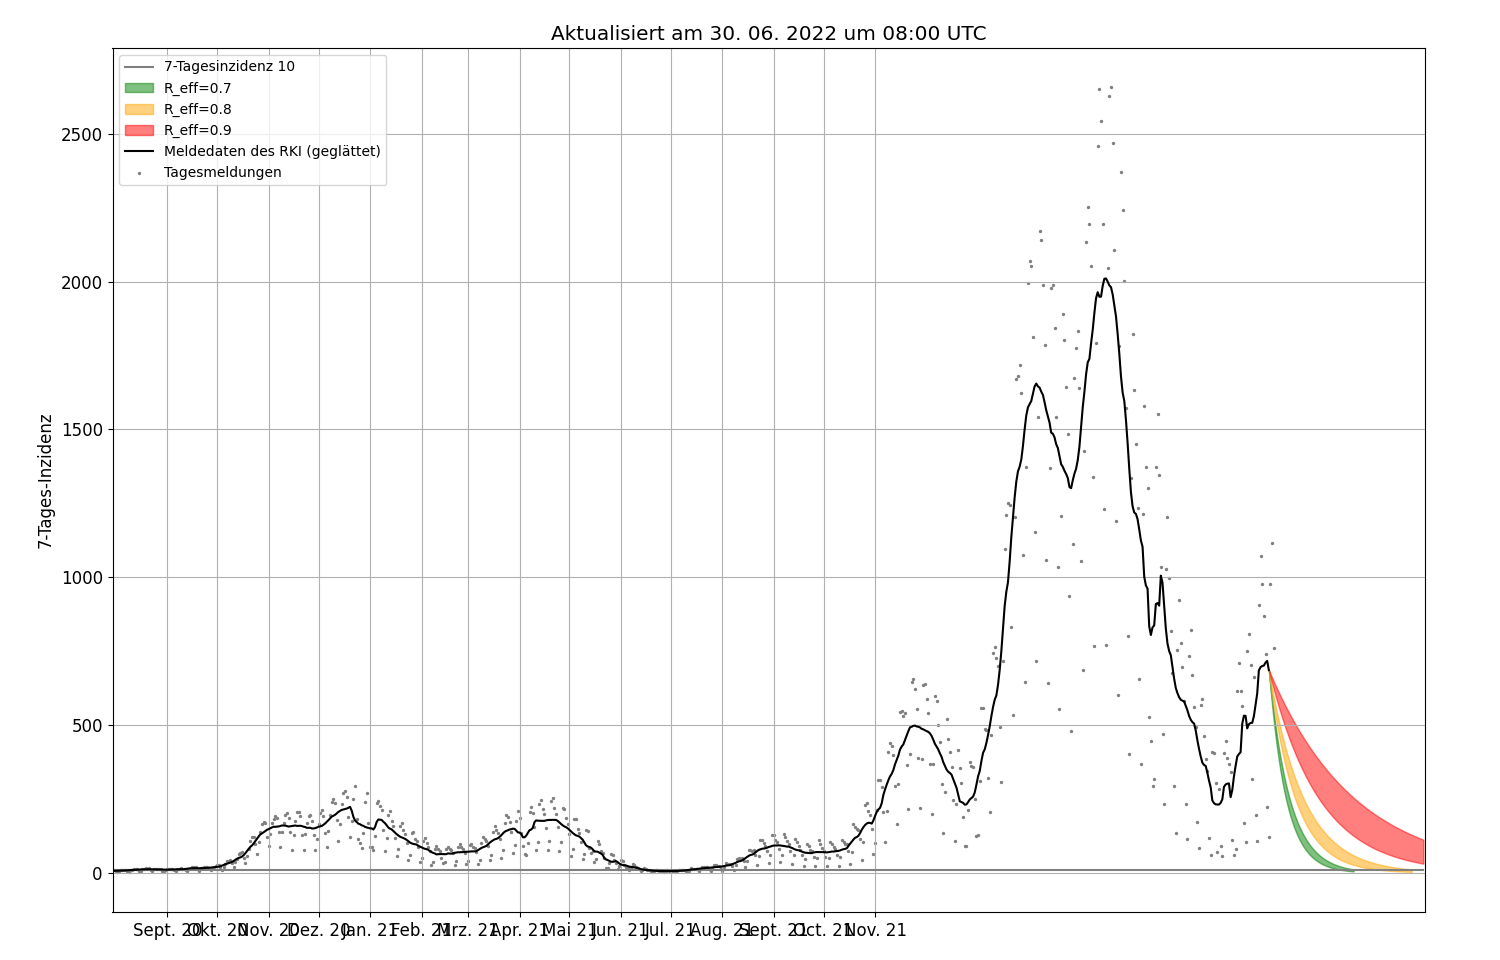 Aktualisiert am 30. 06. 2022 um 08:00 UTC
7-Tagesinzidenz 10
R_eff=0.7
R_eff=0.8
R_eff=0.9
Meldedaten des RKI (geglättet)
Tagesmeldungen
7-Tages-Inzidenz
2500
2000
1500
1000
500
0
Sept. 20 Okt. 20 Nov. 20 Dez. 20 Jan. 21 Feb. 21 Mrz. 21 Apr. 21 Mai 21 Jun. 21 Jul. 21 Aug. 21 Sept. 21 Oct. 21 Nov. 21